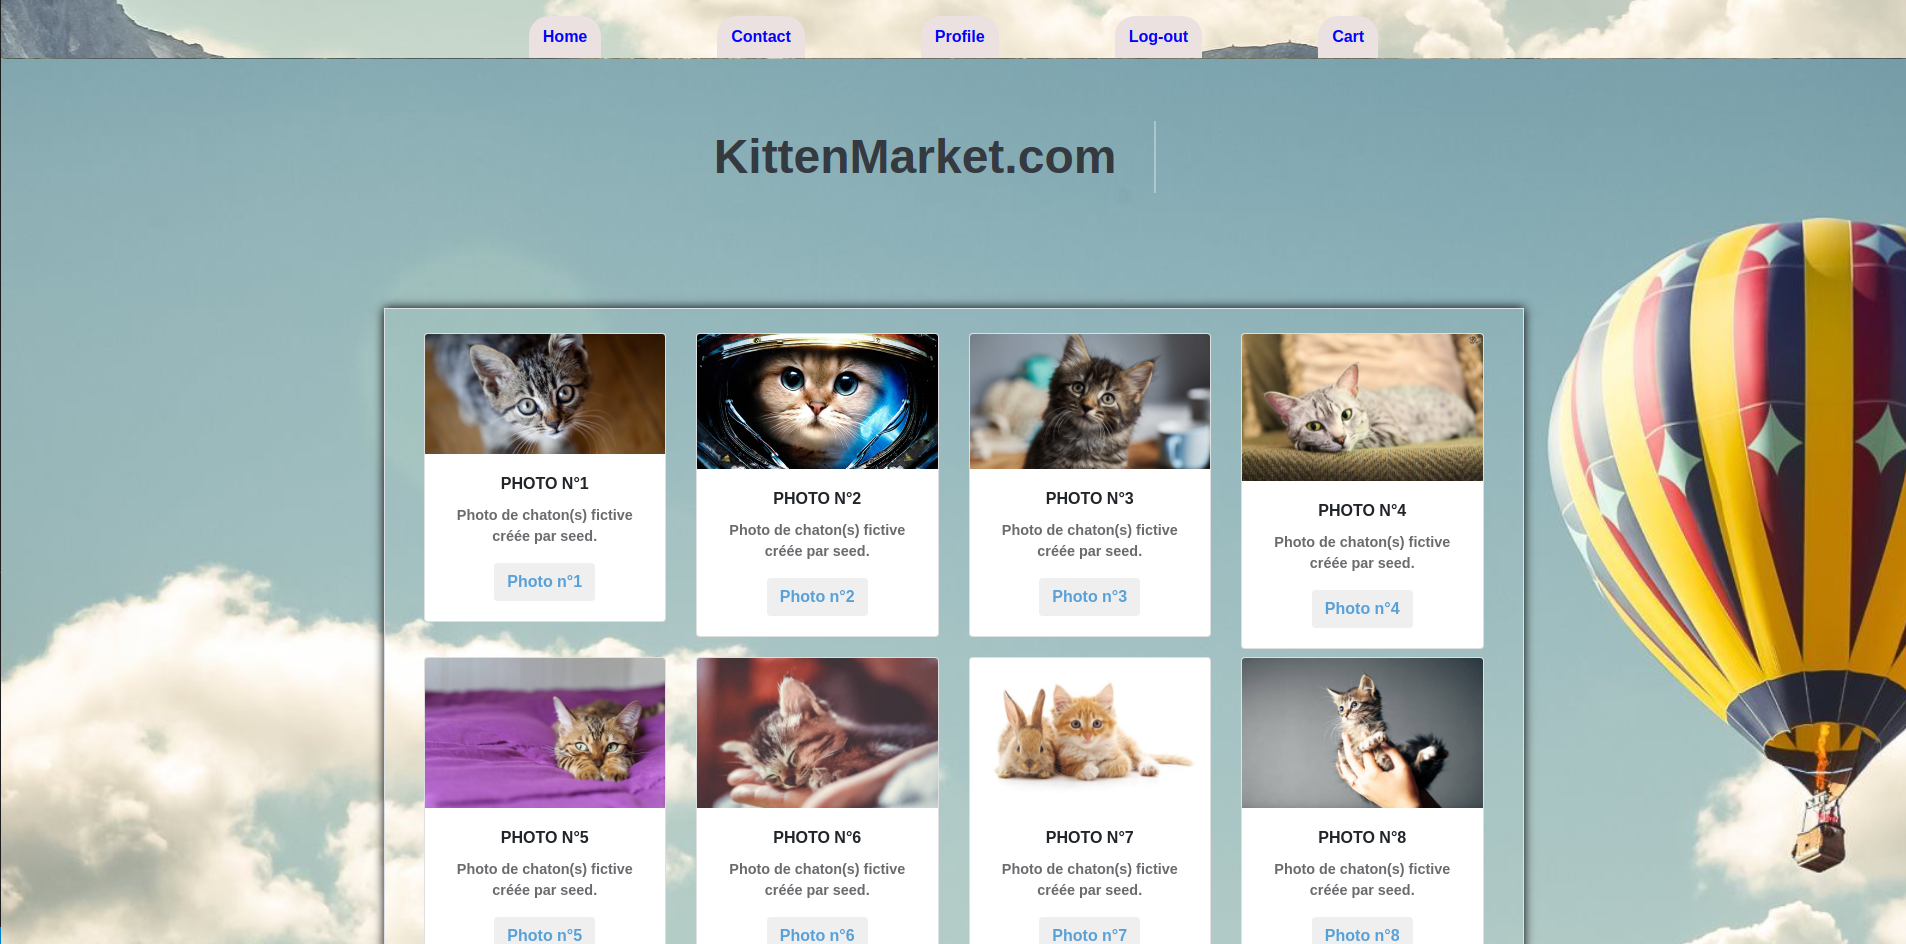 Home Contact Profile Log-out Cart
KittenMarket.com
PHOTO N°1
Photo de chaton(s) fictive
créée par seed.
Photo n°1
PHOTO N°2
Photo de chaton(s) fictive
créée par seed.
Photo n°2
PHOTO N°3
Photo de chaton(s) fictive
créée par seed.
Photo n°3
PHOTO N°4
Photo de chaton(s) fictive
créée par seed.
Photo n°4
PHOTO N°5
Photo de chaton(s) fictive
créée par seed.
Photo n°5
PHOTO N°6
Photo de chaton(s) fictive
créée par seed.
Photo n°6
PHOTO N°7
Photo de chaton(s) fictive
créée par seed.
Photo n°7
PHOTO N°8
Photo de chaton(s) fictive
créée par seed.
Photo n°8